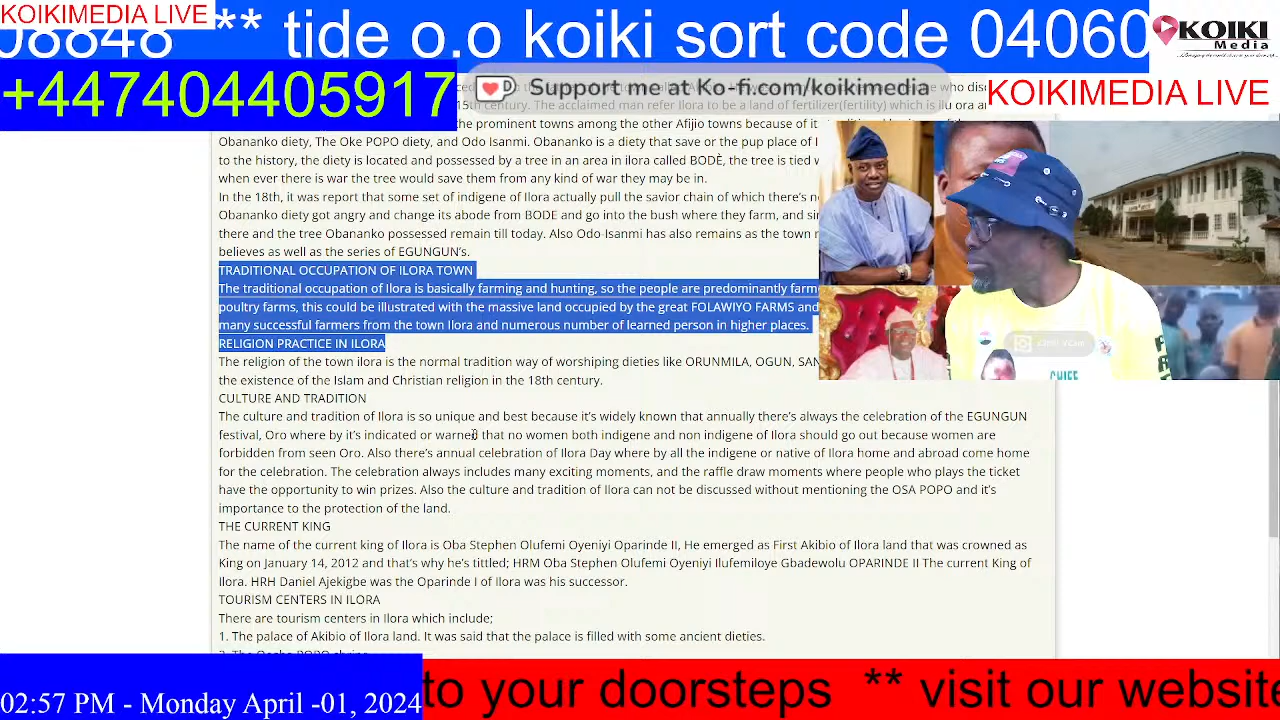 KOIKIMEDIA LIVE
08848 ** tide o.o koiki sort code 04060
KOIKI
Media
+447404405917
Support me at Ko-fi.com/koikimedia
KOIKIMEDIA LIVE
15th century. The acclaimed man refer Ilora to be a land of fertilizer(fertility) which is
the prominent towns among the other Afijio towns because of
Obananko diety, The Oke POPO diety, and Odo Isanmi. Obananko is a diety that save or the pup place of
to the history, the diety is located and possessed by a tree in an area in ilora called BODÈ, the tree is tied
when ever there is war the tree would save them from any kind of war they may be in.
In the 18th, it was report that some set of indigene of Ilora actually pull the savior chain of which there's
Obananko diety got angry and change its abode from BODE and go into the bush where they farm, and
there and the tree Obananko possessed remain till today. Also Odo-Isanmi has also remains as the town
believes as well as the series of EGUNGUN's.
TRADITIONAL OCCUPATION OF ILORA TOWN
The traditional occupation of Ilora is basically farming and hunting, so the people are predominantly
poultry farms, this could be illustrated with the massive land occupied by the great FOLAWIYO FARMS and
many successful farmers from the town Ilora and numerous number of learned person in higher places.
RELIGION PRACTICE IN ILORA
The religion of the town ilora is the normal tradition way of worshiping dieties like ORUNMILA, OGUN,
the existence of the Islam and Christian religion in the 18th century.
CHIEF
CULTURE AND TRADITION
The culture and tradition of Ilora is so unique and best because it's widely known that annually there's always the celebration of the EGUNGUN
festival, Oro where by it's indicated or warned that no women both indigene and non indigene of Ilora should go out because women are
forbidden from seen Oro. Also there's annual celebration of Ilora Day where by all the indigene or native of Ilora home and abroad come home
for the celebration. The celebration always includes many exciting moments, and the raffle draw moments where people who plays the ticket
have the opportunity to win prizes. Also the culture and tradition of Ilora can not be discussed without mentioning the OSA POPO and it's
importance to the protection of the land.
THE CURRENT KING
The name of the current king of Ilora is Oba Stephen Olufemi Oyeniyi Oparinde II, He emerged as First Akibio of Ilora land that was crowned as
King on January 14, 2012 and that's why he's tittled; HRM Oba Stephen Olufemi Oyeniyi Ilufemiloye Gbadewolu OPARINDE II The current King of
Ilora. HRH Daniel Ajekigbe was the Oparinde I of Ilora was his successor.
TOURISM CENTERS IN ILORA
There are tourism centers in Ilora which include;
1. The palace of Akibio of Ilora land. It was said that the palace is filled with some ancient dieties.
02:57 PM - Monday April -01, 2024
to your doorsteps ** visit our website